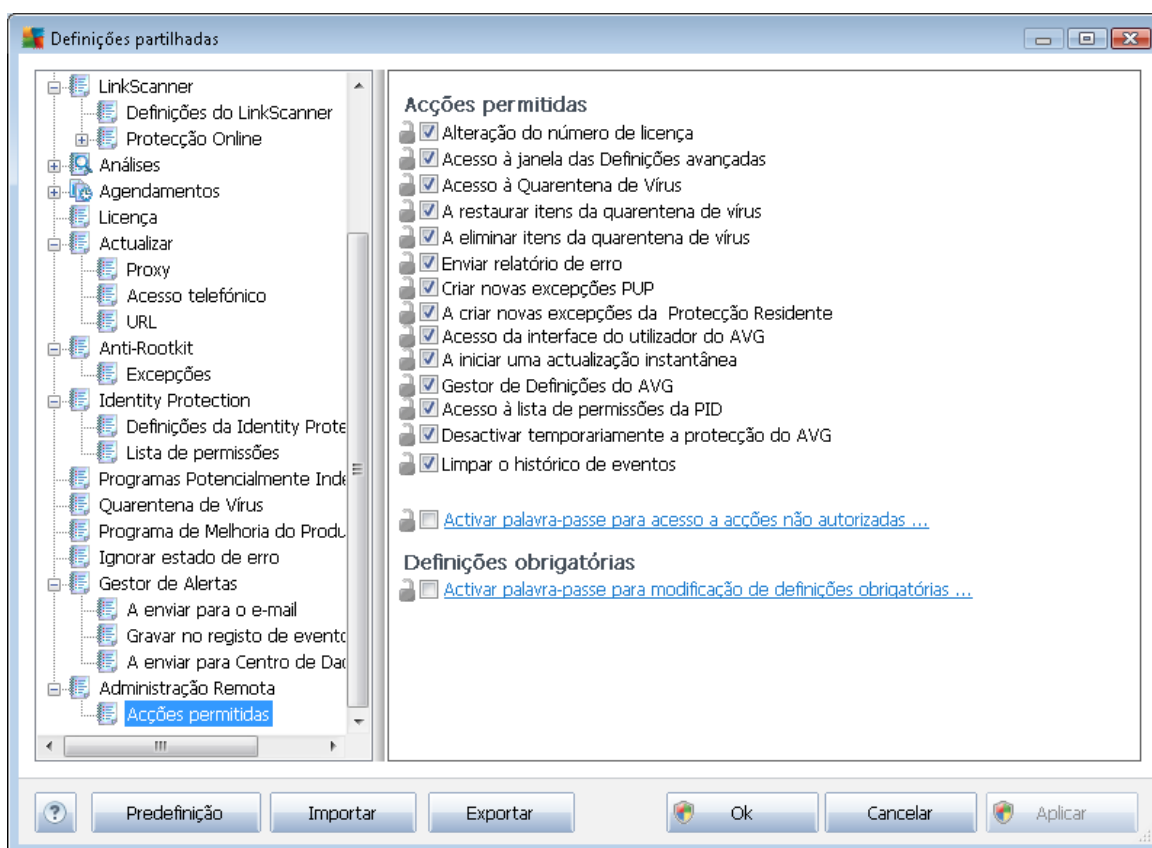 Definições partilhadas
LinkScanner
Definições do LinkScanner
Protecção Online
Análises
Agendamentos
Licença
Actualizar
Proxy
Acesso telefónico
URL
Anti-Rootkit
Excepções
Identity Protection
Definições da Identity Prote
Lista de permissões
Programas Potencialmente Inde
Quarentena de Vírus
Programa de Melhoria do Produ
Ignorar estado de erro
Gestor de Alertas
A enviar para o e-mail
Gravar no registo de evento
A enviar para Centro de Dad
Administração Remota
Acções permitidas
Acções permitidas
Alteração do número de licença
Acesso à janela das Definições avançadas
Acesso à Quarentena de Vírus
A restaurar itens da quarentena de vírus
A eliminar itens da quarentena de vírus
Enviar relatório de erro
Criar novas excepções PUP
A criar novas excepções da Protecção Residente
Acesso da interface do utilizador do AVG
A iniciar uma actualização instantânea
Gestor de Definições do AVG
Acesso à lista de permissões da PID
Desactivar temporariamente a protecção do AVG
Limpar o histórico de eventos
Activar palavra-passe para acesso a acções não autorizadas ...
Definições obrigatórias
Activar palavra-passe para modificação de definições obrigatórias ...
? Predefinição Importar Exportar Ok Cancelar Aplicar